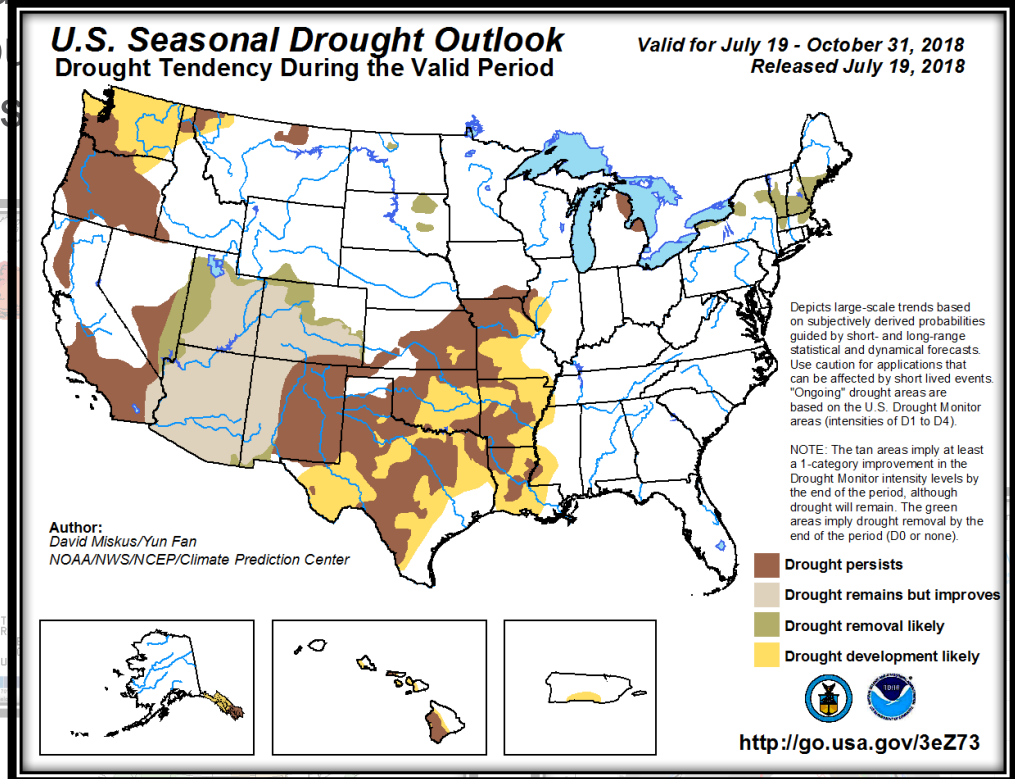 U.S. Seasonal Drought Outlook
Drought Tendency During the Valid Period
Valid for July 19 - October 31, 2018
Released July 19, 2018
Depicts large-scale trends based
on subjectively derived probabilities
guided by short- and long-range
statistical and dynamical forecasts.
Use caution for applications that
can be affected by short lived events.
"Ongoing" drought areas are
based on the U.S. Drought Monitor
areas (intensities of D1 to D4).
NOTE: The tan areas imply at least
a 1-category improvement in the
Drought Monitor intensity levels by
the end of the period, although
drought will remain. The green
areas imply drought removal by the
end of the period (D0 or none).
Author:
David Miskus/Yun Fan
NOAA/NWS/NCEP/Climate Prediction Center
Drought persists
Drought remains but improves
Drought removal likely
Drought development likely
http://go.usa.gov/3eZ73